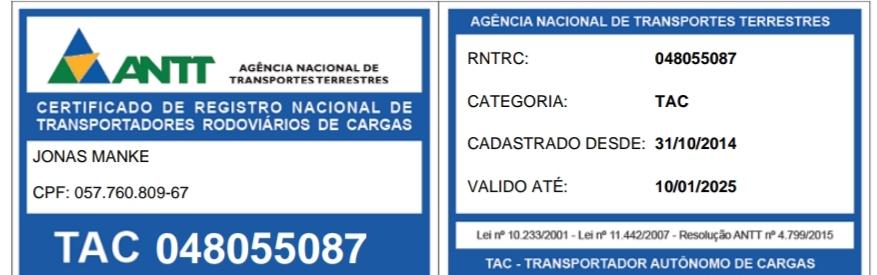 ANTT
AGÊNCIA NACIONAL DE
TRANSPORTES TERRESTRES
CERTIFICADO DE REGISTRO NACIONAL DE
TRANSPORTADORES RODOVIÁRIOS DE CARGAS
JONAS MANKE
CPF: 057.760.809-67
TAC 048055087
AGÊNCIA NACIONAL DE TRANSPORTES TERRESTRES
RNTRC: 048055087
CATEGORIA: TAC
CADASTRADO DESDE: 31/10/2014
VALIDO ATÉ: 10/01/2025
Lei nº 10.233/2001 - Lei nº 11.442/2007 - Resolução ANTT nº 4.799/2015
TAC - TRANSPORTADOR AUTÔNOMO DE CARGAS